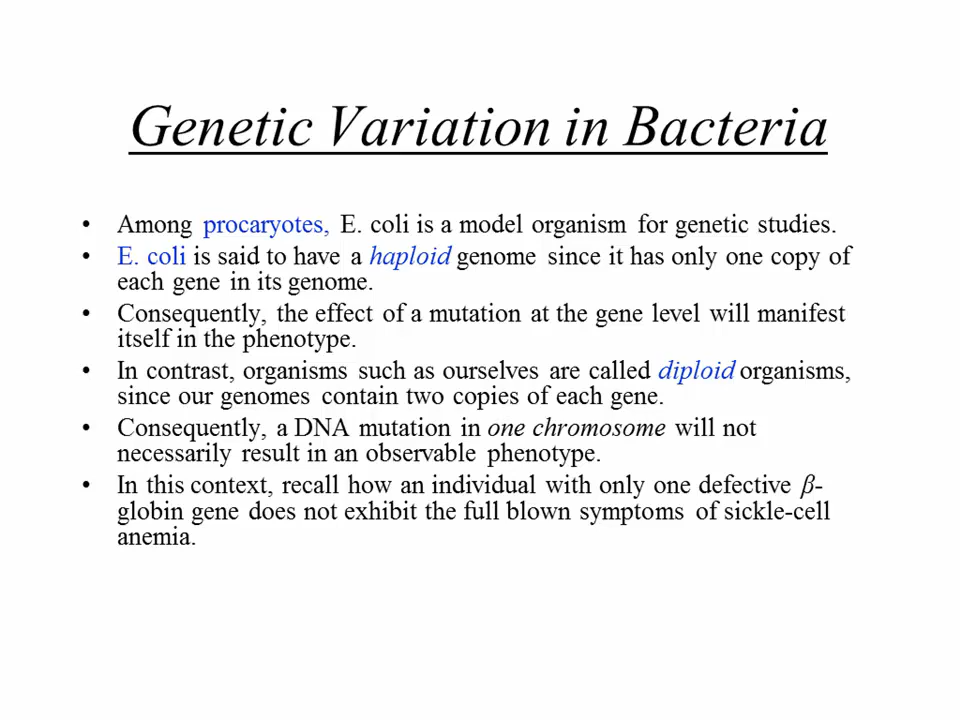 Genetic Variation in Bacteria
• Among procaryotes, E. coli is a model organism for genetic studies.
• E. coli is said to have a haploid genome since it has only one copy of
each gene in its genome.
• Consequently, the effect of a mutation at the gene level will manifest
itself in the phenotype.
• In contrast, organisms such as ourselves are called diploid organisms,
since our genomes contain two copies of each gene.
• Consequently, a DNA mutation in one chromosome will not
necessarily result in an observable phenotype.
• In this context, recall how an individual with only one defective β-
globin gene does not exhibit the full blown symptoms of sickle-cell
anemia.